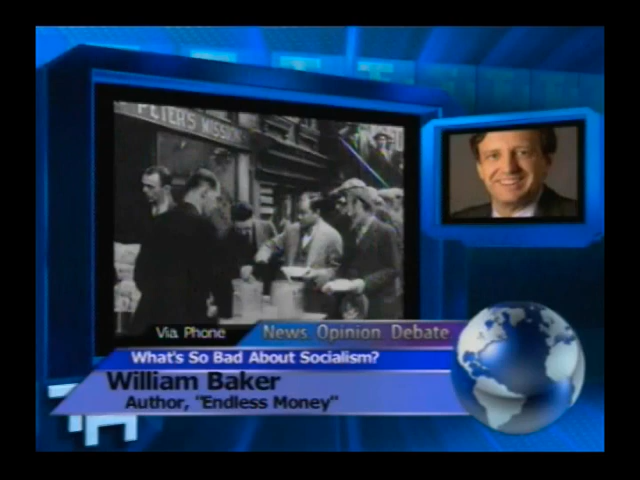 PETER'S MISSION
Via Phone
News Opinion Debate
What's So Bad About Socialism?
William Baker
Author, "Endless Money"